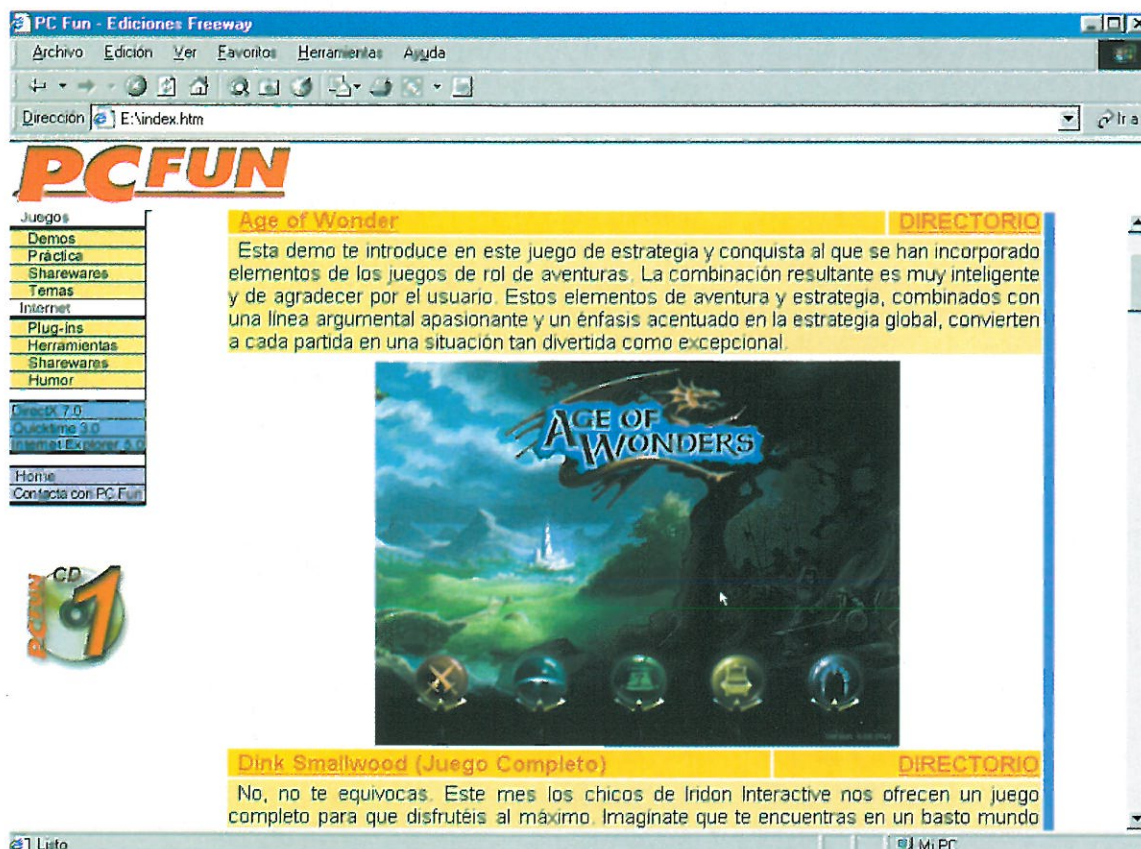 PC Fun - Ediciones Freeway
Archivo Edición Ver Favoritos Herramientas Ayuda
Dirección E:\index.htm Ir a
PC FUN
Juegos
Demos
Práctica
Sharewares
Temas
Internet
Plug-ins
Herramientas
Sharewares
Humor
DirectX 7.0
Quicktime 3.0
Internet Explorer 5.0
Home
Contacta con PC Fun
CD
1
PCFUN
Age of Wonder DIRECTORIO
Esta demo te introduce en este juego de estrategia y conquista al que se han incorporado
elementos de los juegos de rol de aventuras. La combinación resultante es muy inteligente
y de agradecer por el usuario. Estos elementos de aventura y estrategia, combinados con
una línea argumental apasionante y un énfasis acentuado en la estrategia global, convierten
a cada partida en una situación tan divertida como excepcional.
AGE OF
WONDERS
Dink Smallwood (Juego Completo) DIRECTORIO
No, no te equivocas. Este mes los chicos de Iridon Interactive nos ofrecen un juego
completo para que disfrutéis al máximo. Imagínate que te encuentras en un basto mundo
Listo Mi PC